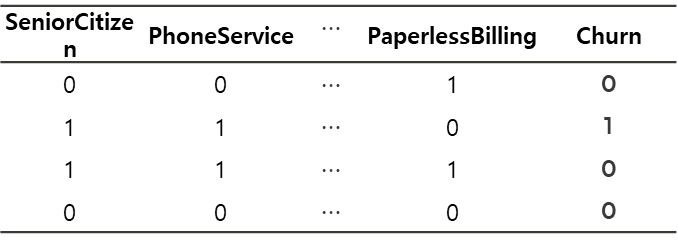 SeniorCitize
n PhoneService ... PaperlessBilling Churn
0 0 ... 1 0
1 1 ... 0 1
1 1 ... 1 0
0 0 ... 0 0